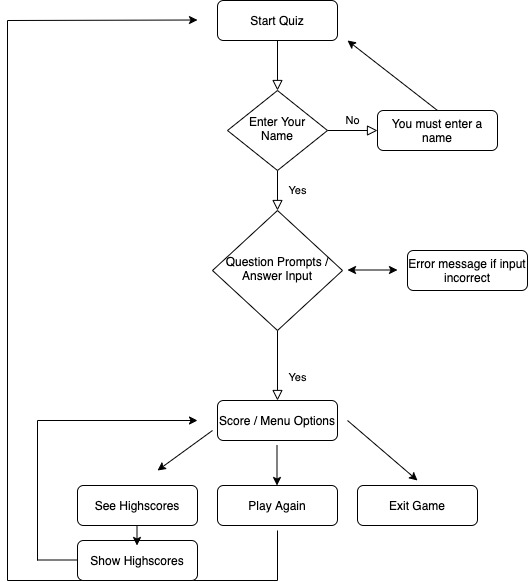 Start Quiz
Enter Your
Name
No
You must enter a
name
Yes
Question Prompts /
Answer Input
Error message if input
incorrect
Yes
Score / Menu Options
See Highscores
Play Again
Exit Game
Show Highscores